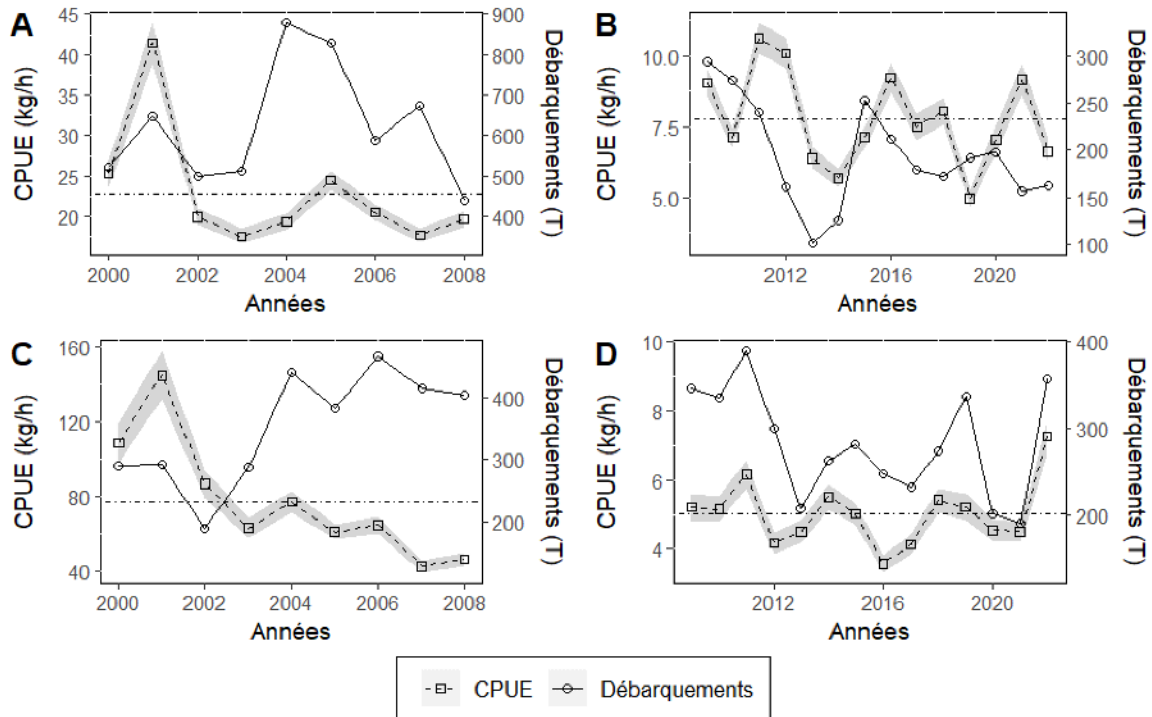 A
CPUE (kg/h)
45
40
35
30
25
20
900
800
700
600
500
400
Débarquements (T)
2000
2002
2004
2006
2008
Années
B
CPUE (kg/h)
10.0
7.5
5.0
300
250
200
150
100
Débarquements (T)
2012
2016
2020
Années
C
CPUE (kg/h)
160
120
80
40
400
300
200
Débarquements (T)
2000
2002
2004
2006
2008
Années
D
CPUE (kg/h)
10
8
6
4
400
300
200
Débarquements (T)
2012
2016
2020
Années
CPUE
Débarquements